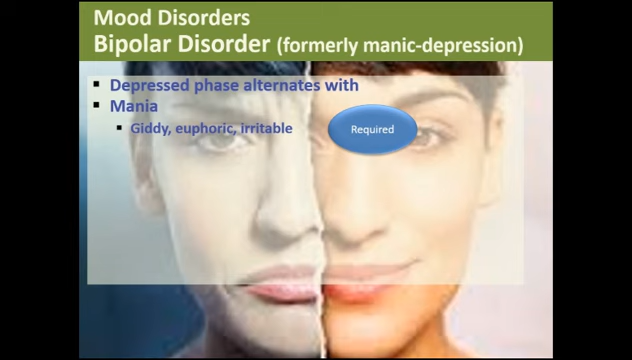 Mood Disorders
Bipolar Disorder (formerly manic-depression)
Depressed phase alternates with
Mania
Giddy, euphoric, irritable
Required